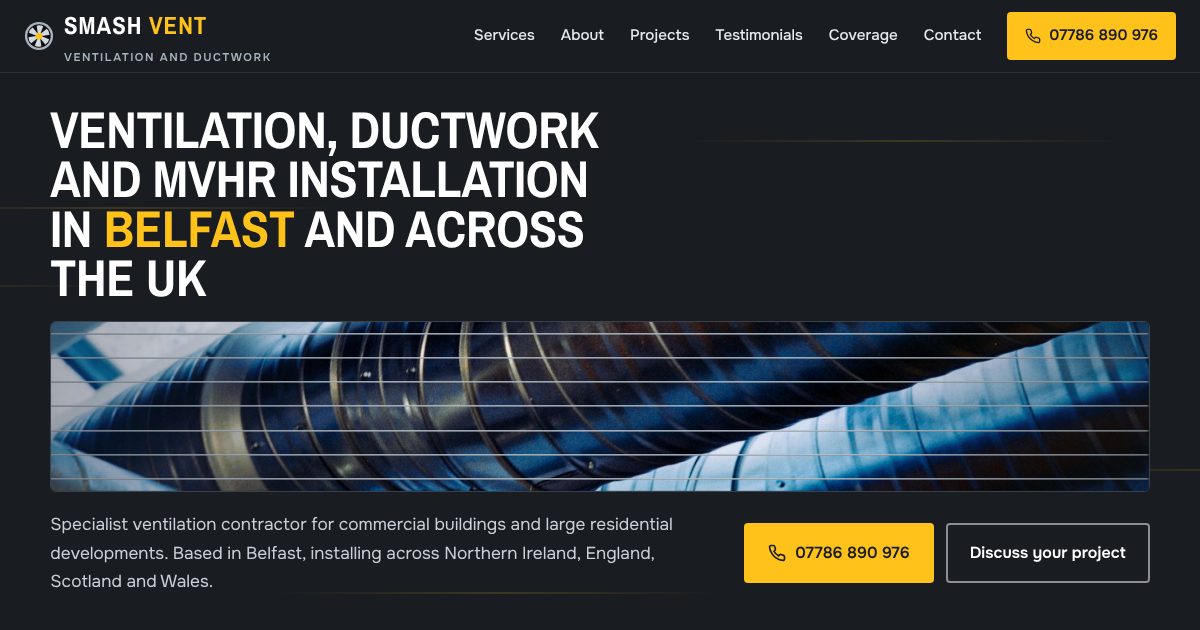 SMASH VENT
VENTILATION AND DUCTWORK
Services
About
Projects
Testimonials
Coverage
Contact
07786 890 976
VENTILATION, DUCTWORK
AND MVHR INSTALLATION
IN BELFAST AND ACROSS
THE UK
Specialist ventilation contractor for commercial buildings and large residential
developments. Based in Belfast, installing across Northern Ireland, England,
Scotland and Wales.
07786 890 976
Discuss your project